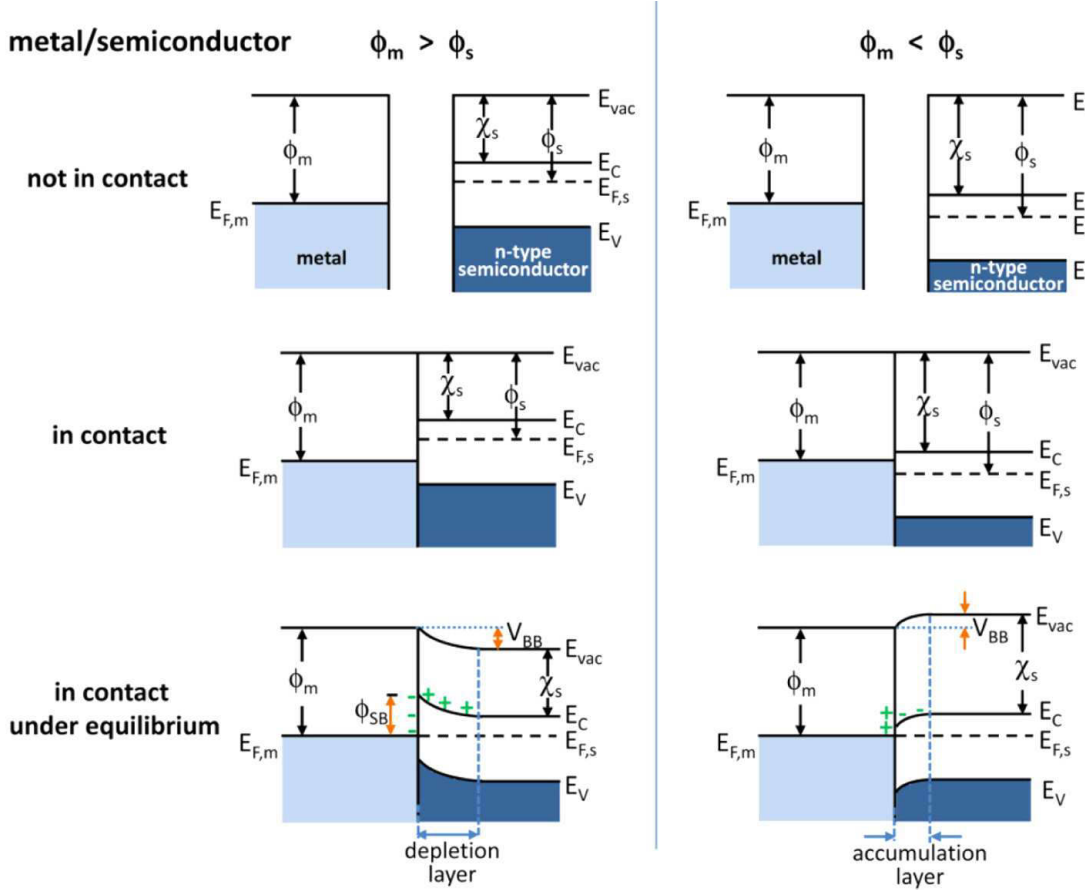 metal/semiconductor
ϕm > ϕs
ϕm < ϕs
not in contact
ϕm
EF,m
metal
χs
ϕs
Evac
EC
EF,s
EV
n-type
semiconductor
ϕm
EF,m
metal
χs
ϕs
E
E
E
E
n-type
semiconductor
in contact
ϕm
EF,m
χs
ϕs
Evac
EC
EF,s
EV
ϕm
EF,m
χs
ϕs
Evac
EC
EF,s
EV
in contact
under equilibrium
ϕm
ϕSB
EF,m
- - -
+ + +
VBB
Evac
χs
EC
EF,s
EV
depletion
layer
ϕm
EF,m
+ +
- -
VBB
Evac
χs
EC
EF,s
EV
accumulation
layer